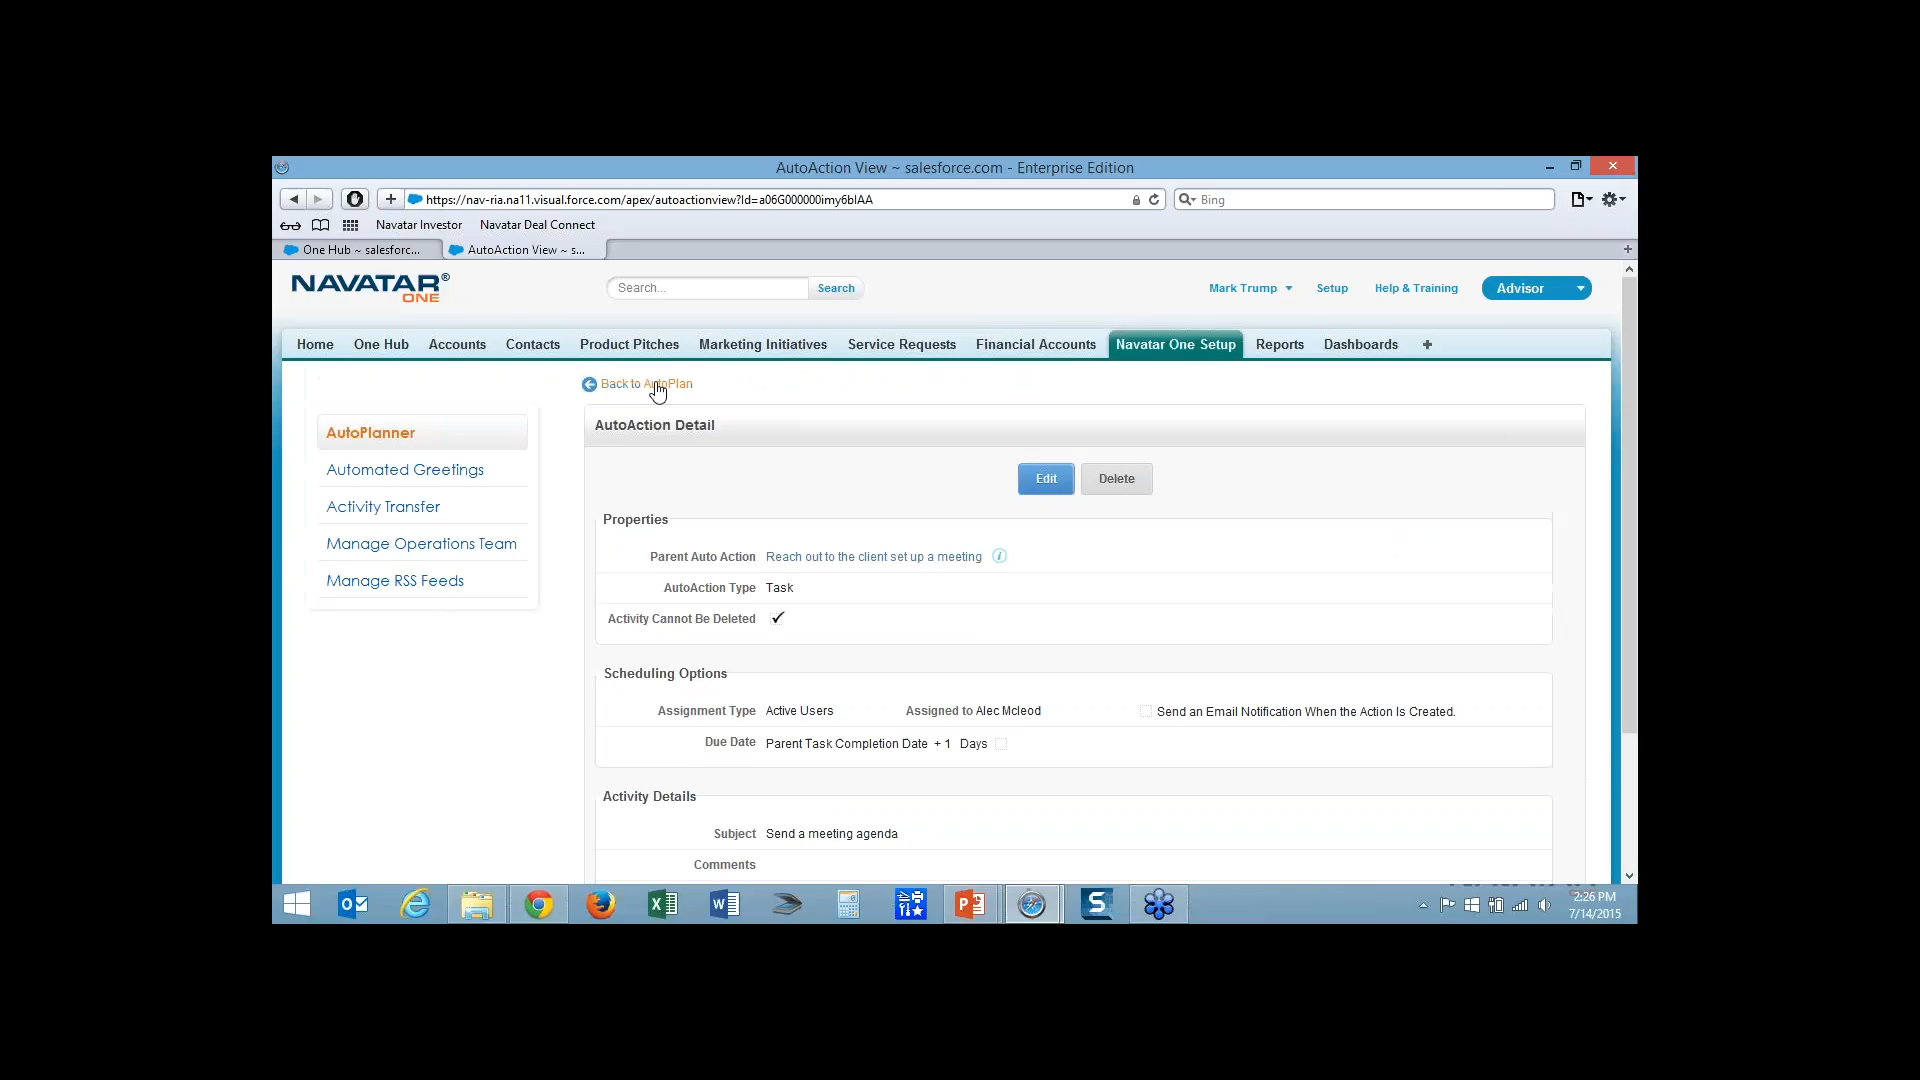 AutoAction View ~ salesforce.com - Enterprise Edition
https://nav-ria.na11.visual.force.com/apex/autoactionview?Id=a06G000000imy6bIAA
Bing
Navatar Investor Navatar Deal Connect
One Hub ~ salesforc... AutoAction View ~ s...
NAVATAR® ONE
Search... Search Mark Trump Setup Help & Training Advisor
Home One Hub Accounts Contacts Product Pitches Marketing Initiatives Service Requests Financial Accounts Navatar One Setup Reports Dashboards +
Back to AutoPlan
AutoPlanner
Automated Greetings
Activity Transfer
Manage Operations Team
Manage RSS Feeds
AutoAction Detail
Edit Delete
Properties
Parent Auto Action Reach out to the client set up a meeting
AutoAction Type Task
Activity Cannot Be Deleted
Scheduling Options
Assignment Type Active Users Assigned to Alec Mcleod Send an Email Notification When the Action Is Created.
Due Date Parent Task Completion Date + 1 Days
Activity Details
Subject Send a meeting agenda
Comments
2:26 PM
7/14/2015